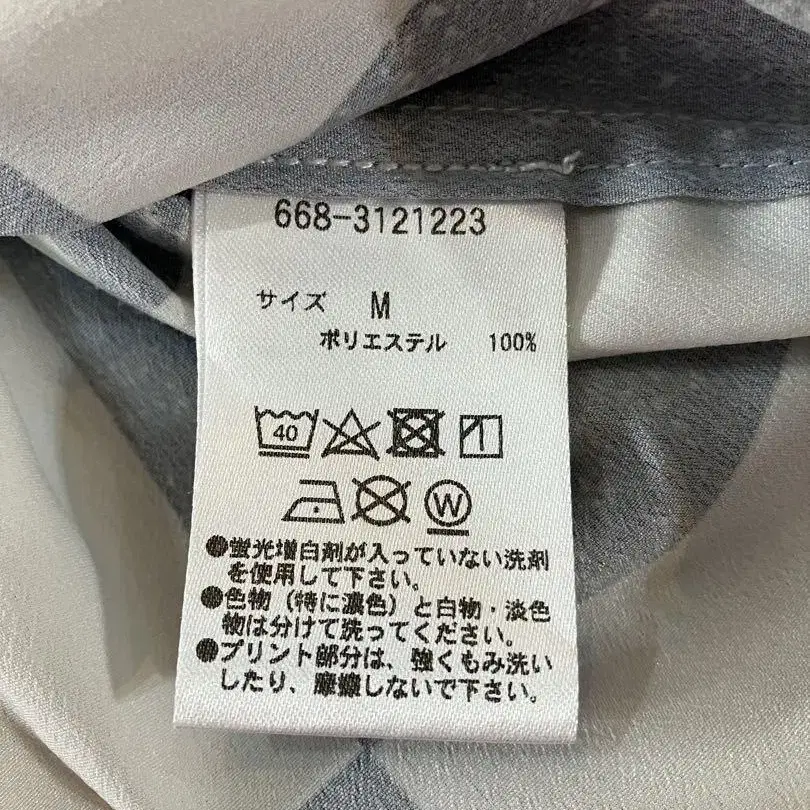 668-3121223
サイズ M
ポリエステル 100%
40
W
●蛍光増白剤が入っていない洗剤
を使用して下さい。
●色物(特に濃色)と白物・淡色
物は分けて洗ってください。
●プリント部分は、強くもみ洗い
したり、摩擦しないで下さい。